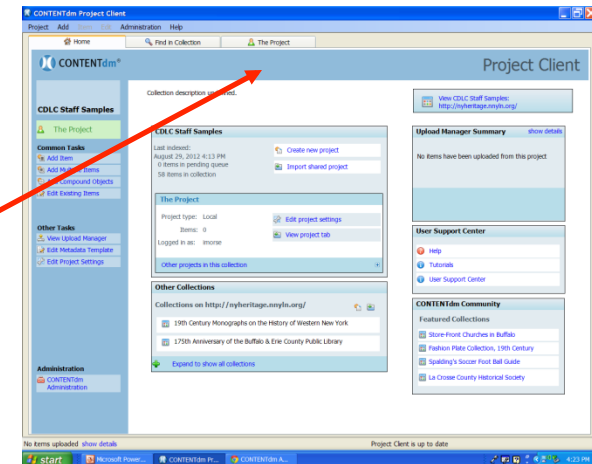 CONTENTdm Project Client
Project Add Administration Help
Home Find in Collection The Project
CONTENTdm®
Project Client
Collection description
View CDLC Staff Samples:
http://nyheritage.nnyln.org/
CDLC Staff Samples
The Project
Common Tasks
Add Item
Add Items
Compound Objects
Edit Existing Items
Other Tasks
View Upload Manager
Edit Metadata Template
Edit Project Settings
Administration
CONTENTdm
Administration
CDLC Staff Samples
Last indexed:
August 29, 2012 4:13 PM
0 items in pending queue
58 items in collection
Create new project
Import shared project
The Project
Project type: Local
Items: 0
Logged in as: imorse
Edit project settings
View project tab
Other projects in this collection
Other Collections
Collections on http://nyheritage.nnyln.org/
19th Century Monographs on the History of Western New York
175th Anniversary of the Buffalo & Erie County Public Library
Expand to show all collections
Upload Manager Summary show details
No items have been uploaded from this project
User Support Center
Help
Tutorials
User Support Center
CONTENTdm Community
Featured Collections
Store-Front Churches in Buffalo
Fashion Plate Collection, 19th Century
Spalding's Soccer Foot Ball Guide
La Crosse County Historical Society
No items uploaded show details
Project Client is up to date
start Microsoft Power... CONTENTdm Pr... CONTENTdm A... 4:23 PM